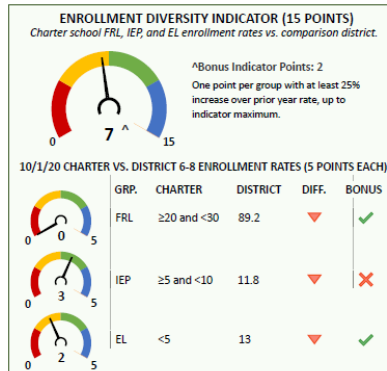 ENROLLMENT DIVERSITY INDICATOR (15 POINTS)
Charter school FRL, IEP, and EL enrollment rates vs. comparison district.
^Bonus Indicator Points: 2
One point per group with at least 25%
increase over prior year rate, up to
indicator maximum.
0 7 ^ 15
10/1/20 CHARTER VS. DISTRICT 6-8 ENROLLMENT RATES (5 POINTS EACH)
GRP. CHARTER DISTRICT DIFF. BONUS
0 0 5 FRL ≥20 and <30 89.2
0 3 5 IEP ≥5 and <10 11.8
0 2 5 EL <5 13